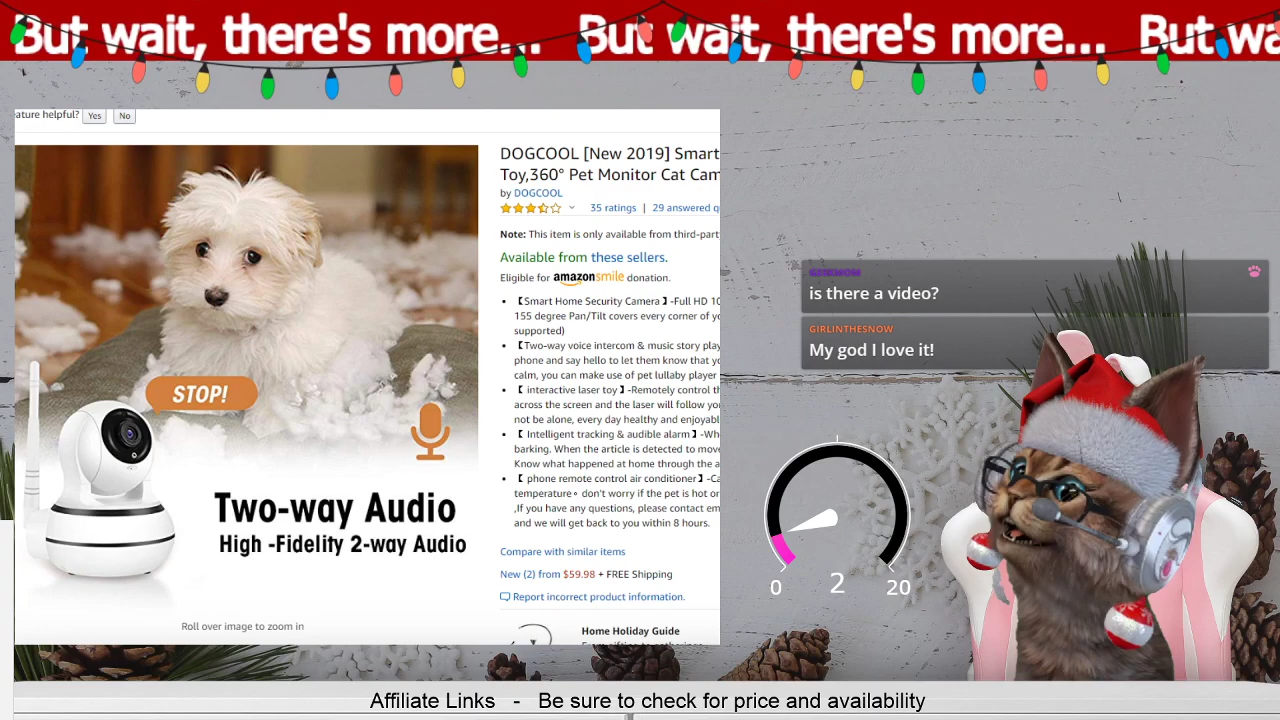 But wait, there's more... But wait, there's more... But wa
ature helpful? Yes No
DOGCOOL [New 2019] Smart
Toy,360° Pet Monitor Cat Cam
by DOGCOOL
35 ratings | 29 answered q
Note: This item is only available from third-part
Available from these sellers.
Eligible for amazonsmile donation.
【Smart Home Security Camera】-Full HD 10
155 degree Pan/Tilt covers every corner of yo
supported)
【Two-way voice intercom & music story play
phone and say hello to let them know that yo
calm, you can make use of pet lullaby player
【 interactive laser toy】-Remotely control th
across the screen and the laser will follow you
not be alone, every day healthy and enjoyabl
【 Intelligent tracking & audible alarm】-Wh
barking. When the article is detected to move
Know what happened at home through the a
【 phone remote control air conditioner】-Ca
temperature• don't worry if the pet is hot or
,If you have any questions, please contact em
and we will get back to you within 8 hours.
Compare with similar items
New (2) from $59.98 + FREE Shipping
Report incorrect product information.
Home Holiday Guide
STOP!
Two-way Audio
High -Fidelity 2-way Audio
Roll over image to zoom in
GEEKMOM
is there a video?
GIRLINTHESNOW
My god I love it!
0 2 20
Affiliate Links - Be sure to check for price and availability